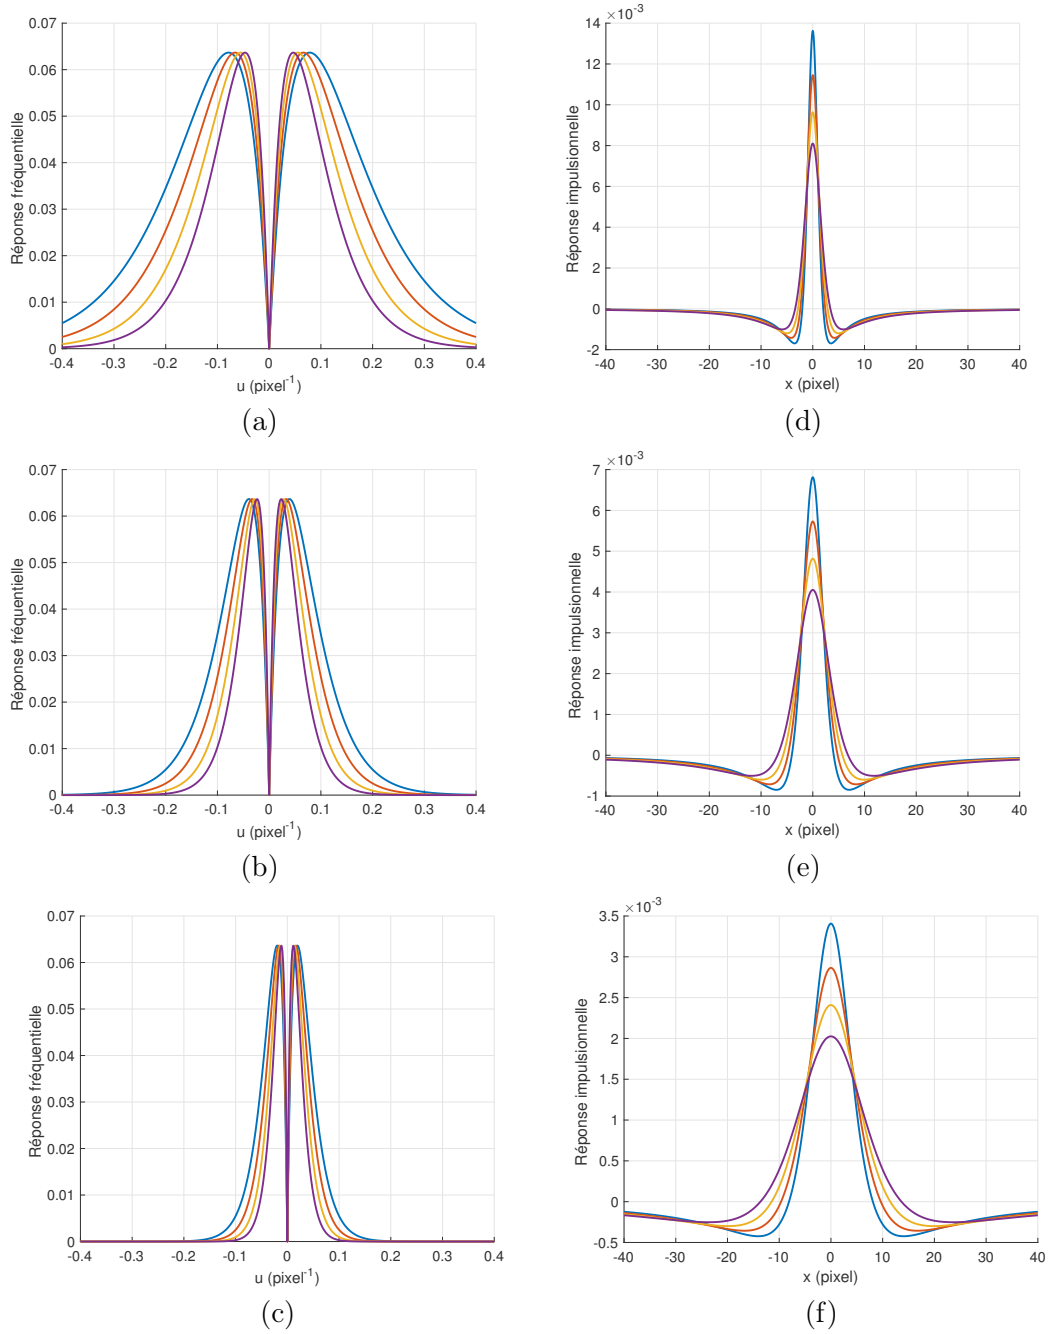 0.07
0.06
0.05
0.04
0.03
0.02
0.01
0
Réponse fréquentielle
-0.4 -0.3 -0.2 -0.1 0 0.1 0.2 0.3 0.4
u (pixel⁻¹)
(a)
×10⁻³
14
12
10
8
6
4
2
0
-2
Réponse impulsionnelle
-40 -30 -20 -10 0 10 20 30 40
x (pixel)
(d)
0.07
0.06
0.05
0.04
0.03
0.02
0.01
0
Réponse fréquentielle
-0.4 -0.3 -0.2 -0.1 0 0.1 0.2 0.3 0.4
u (pixel⁻¹)
(b)
×10⁻³
7
6
5
4
3
2
1
0
-1
Réponse impulsionnelle
-40 -30 -20 -10 0 10 20 30 40
x (pixel)
(e)
0.07
0.06
0.05
0.04
0.03
0.02
0.01
0
Réponse fréquentielle
-0.4 -0.3 -0.2 -0.1 0 0.1 0.2 0.3 0.4
u (pixel⁻¹)
(c)
×10⁻³
3.5
3
2.5
2
1.5
1
0.5
0
-0.5
Réponse impulsionnelle
-40 -30 -20 -10 0 10 20 30 40
x (pixel)
(f)